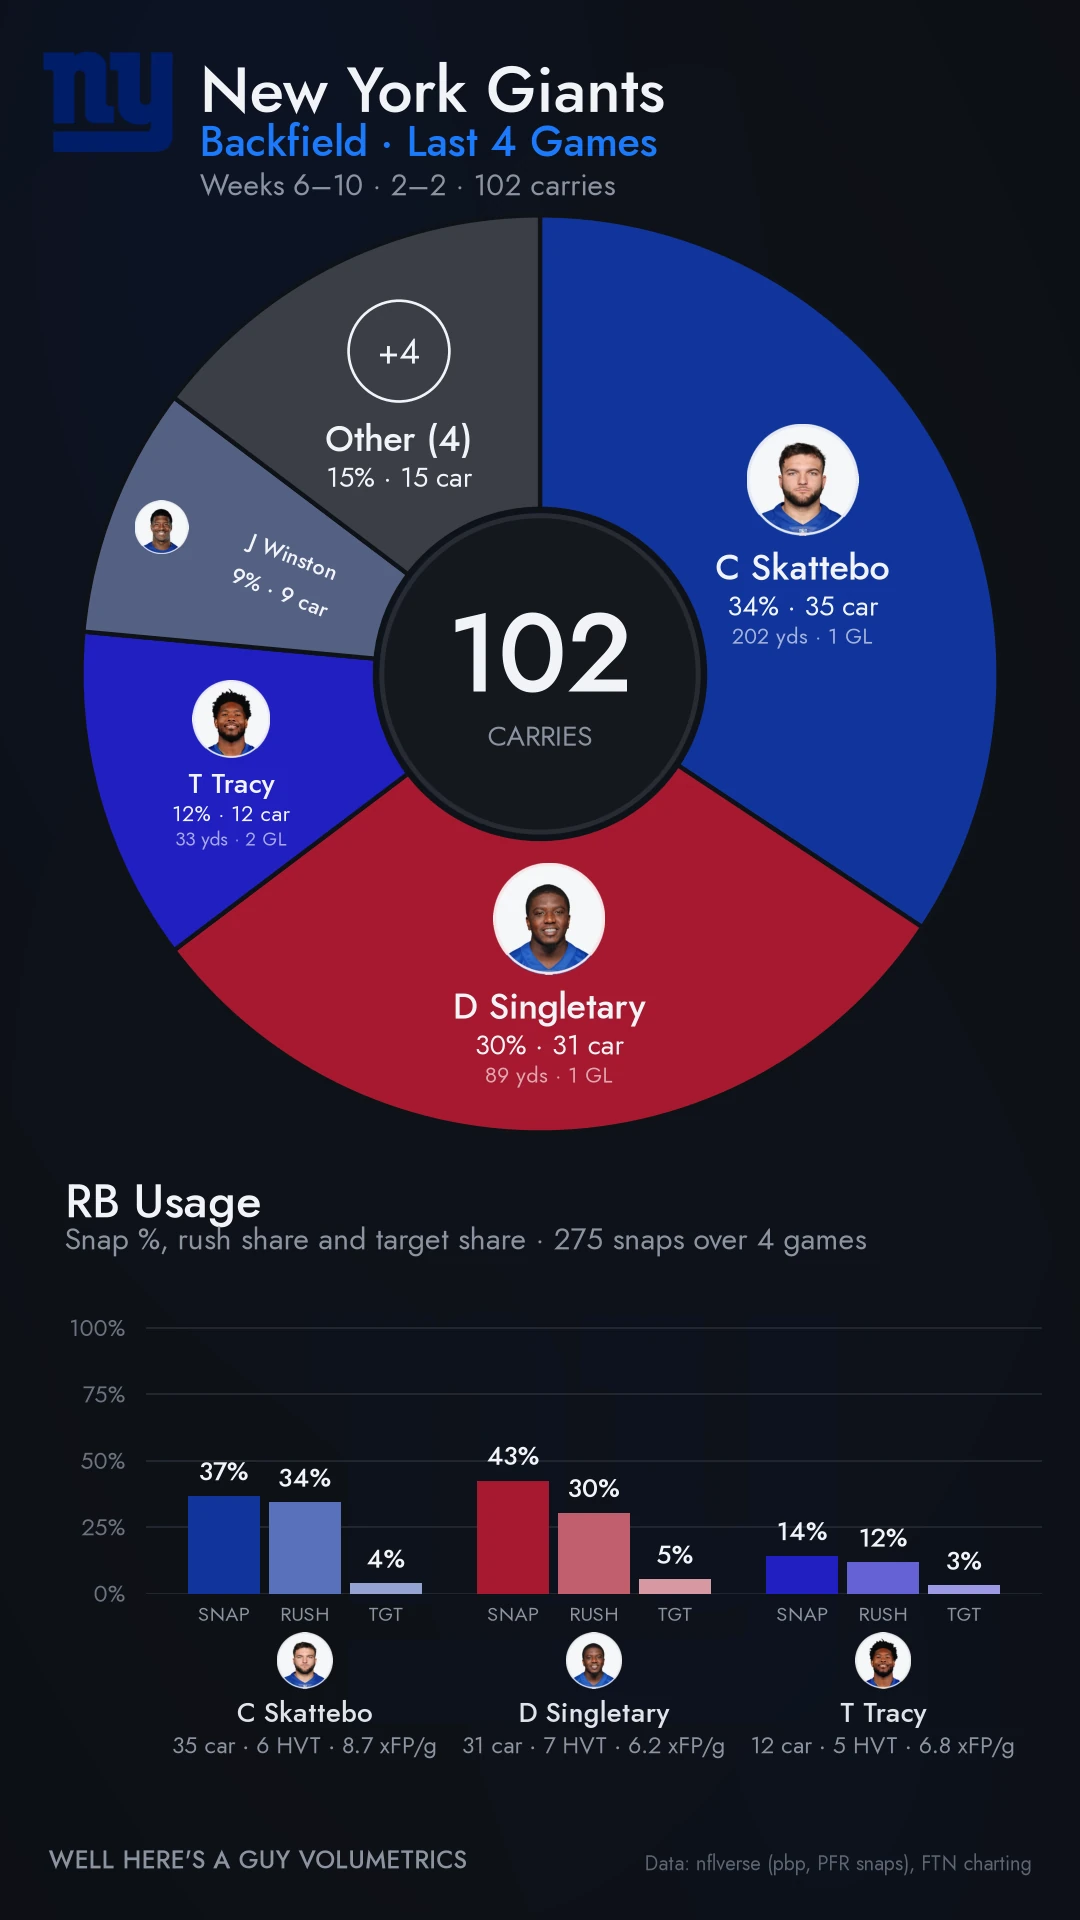 ny
New York Giants
Backfield · Last 4 Games
Weeks 6–10 · 2–2 · 102 carries
+4
Other (4)
15% · 15 car
C Skattebo
34% · 35 car
202 yds · 1 GL
J Winston
9% · 9 car
102
CARRIES
T Tracy
12% · 12 car
33 yds · 2 GL
D Singletary
30% · 31 car
89 yds · 1 GL
RB Usage
Snap %, rush share and target share · 275 snaps over 4 games
100%
75%
50%
25%
0%
37% 34% 4%
43% 30% 5%
14% 12% 3%
SNAP RUSH TGT
SNAP RUSH TGT
SNAP RUSH TGT
C Skattebo
35 car · 6 HVT · 8.7 xFP/g
D Singletary
31 car · 7 HVT · 6.2 xFP/g
T Tracy
12 car · 5 HVT · 6.8 xFP/g
WELL HERE'S A GUY VOLUMETRICS
Data: nflverse (pbp, PFR snaps), FTN charting